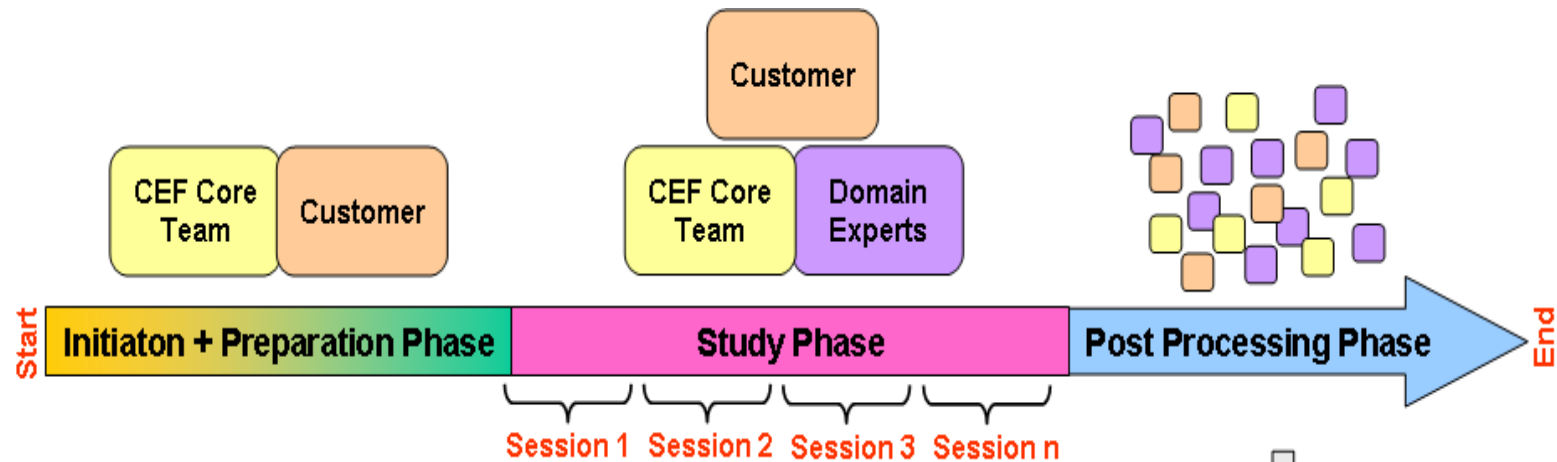 Customer
CEF Core
Team
Customer
CEF Core
Team
Domain
Experts
Start
Initiaton + Preparation Phase
Study Phase
Post Processing Phase
End
Session 1
Session 2
Session 3
Session n